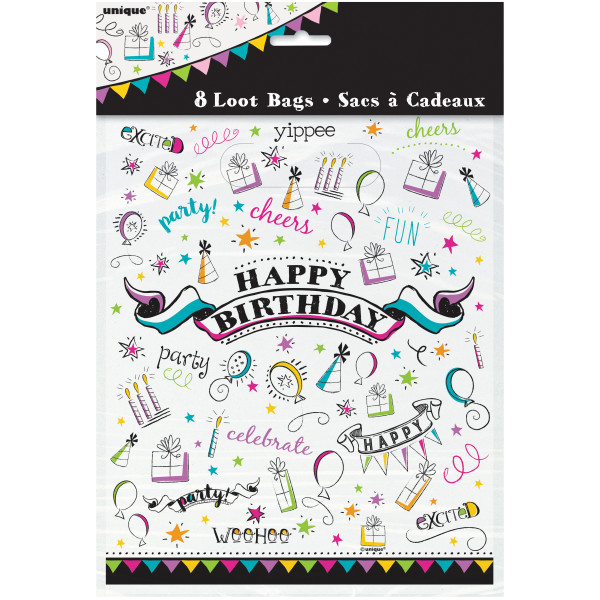 unique
8 Loot Bags • Sacs à Cadeaux
EXCITED
yippee
cheers
party!
cheers
FUN
HAPPY
BIRTHDAY
party
celebrate
HAPPY
party!
EXCITED
WOOHOO
©unique